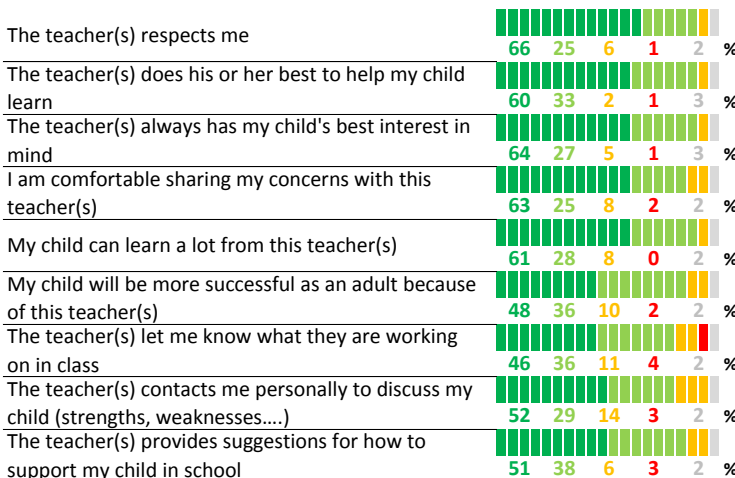 The teacher(s) respects me
66 25 6 1 2 %
The teacher(s) does his or her best to help my child
learn
60 33 2 1 3 %
The teacher(s) always has my child's best interest in
mind
64 27 5 1 3 %
I am comfortable sharing my concerns with this
teacher(s)
63 25 8 2 2 %
My child can learn a lot from this teacher(s)
61 28 8 0 2 %
My child will be more successful as an adult because
of this teacher(s)
48 36 10 2 2 %
The teacher(s) let me know what they are working
on in class
46 36 11 4 2 %
The teacher(s) contacts me personally to discuss my
child (strengths, weaknesses....)
52 29 14 3 2 %
The teacher(s) provides suggestions for how to
support my child in school
51 38 6 3 2 %